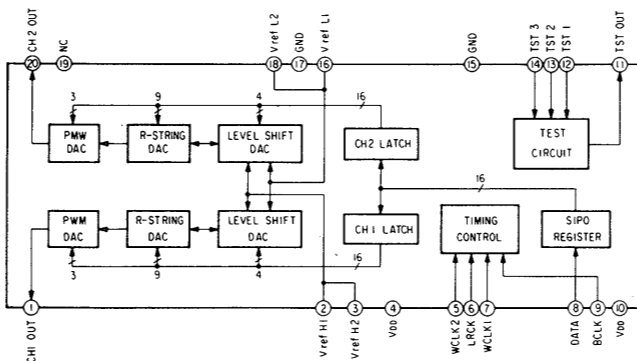 CH 2 OUT
NC
Vref L2
GND
Vref L1
GND
TST 3
TST 2
TST 1
TST OUT
20
19
18
17
16
15
14
13
12
11
3
9
4
16
PMW
DAC
R-STRING
DAC
LEVEL SHIFT
DAC
CH2 LATCH
TEST
CIRCUIT
16
PWM
DAC
R-STRING
DAC
LEVEL SHIFT
DAC
CH1 LATCH
TIMING
CONTROL
SIPO
REGISTER
3
9
4
16
1
2
3
4
5
6
7
8
9
10
CH1 OUT
Vref H1
Vref H2
VDD
WCLK2
LRCK
WCLK1
DATA
BCLK
VDD